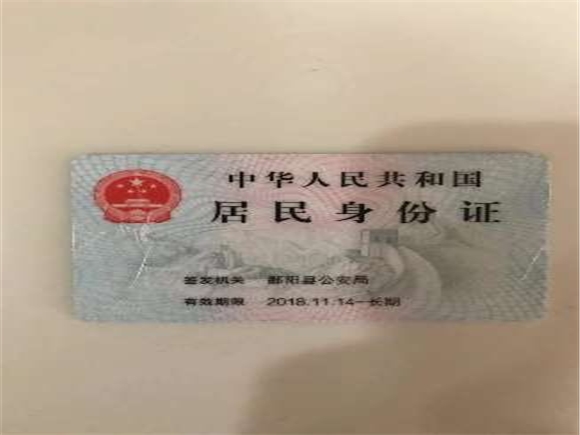 中华人民共和国
居民身份证
签发机关 鄱阳县公安局
有效期限 2018.11.14-长期